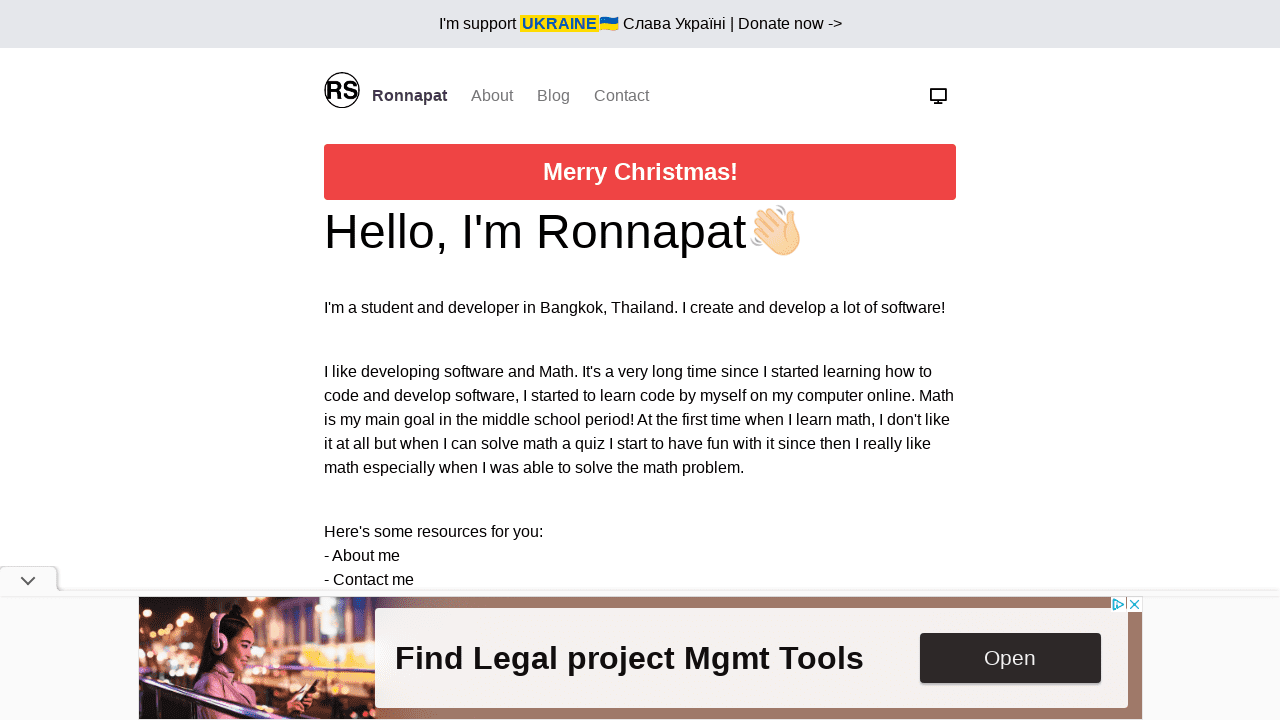 I'm support UKRAINE🇺🇦 Слава Україні | Donate now ->
RS Ronnapat About Blog Contact
Merry Christmas!
Hello, I'm Ronnapat👋🏼
I'm a student and developer in Bangkok, Thailand. I create and develop a lot of software!
I like developing software and Math. It's a very long time since I started learning how to
code and develop software, I started to learn code by myself on my computer online. Math
is my main goal in the middle school period! At the first time when I learn math, I don't like
it at all but when I can solve math a quiz I start to have fun with it since then I really like
math especially when I was able to solve the math problem.
Here's some resources for you:
- About me
- Contact me
Find Legal project Mgmt Tools
Open